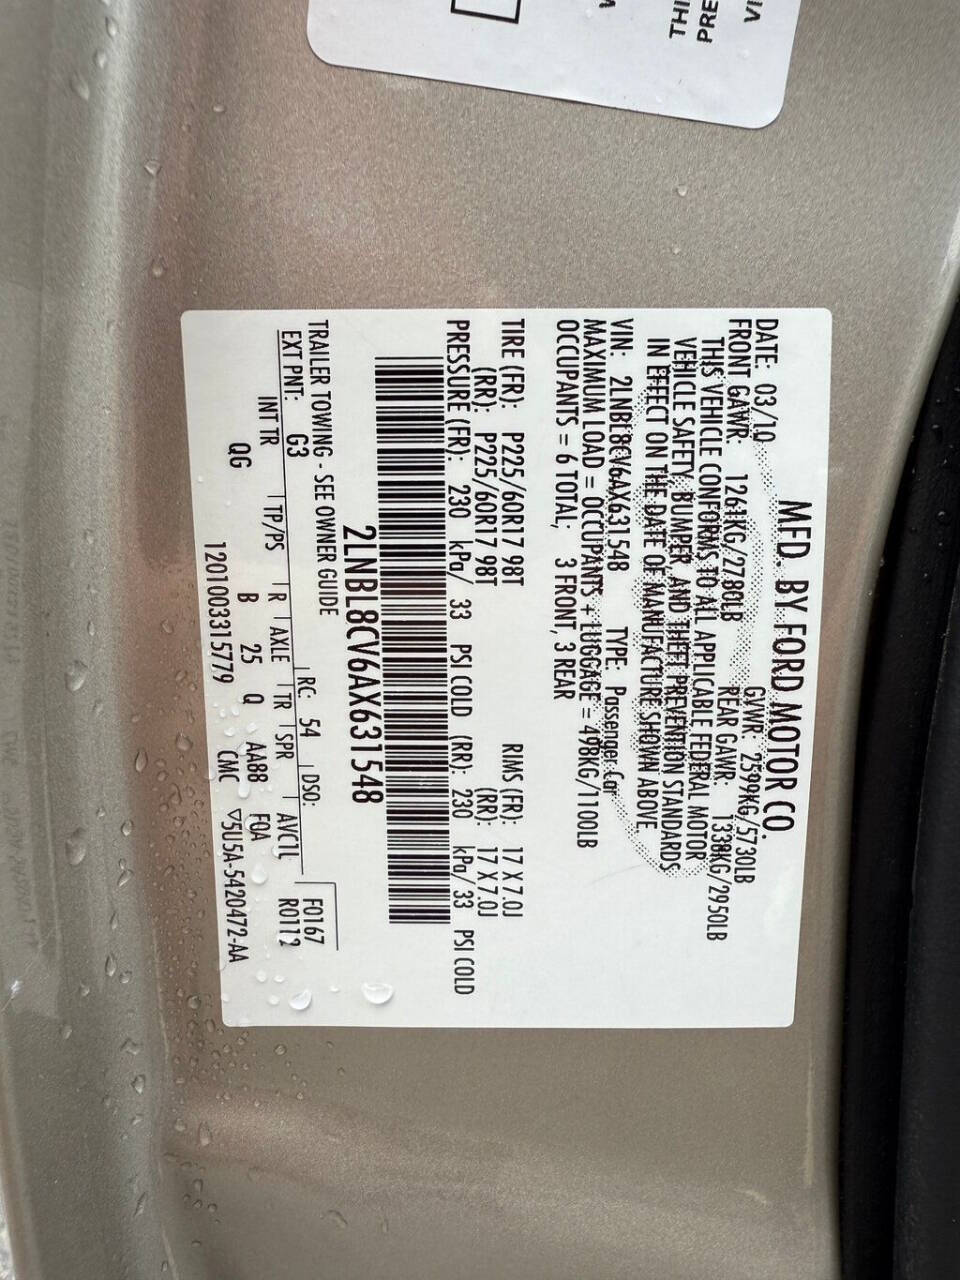 VI
PRE
THI
V
MFD. BY FORD MOTOR CO.
DATE: 03/10 GVWR: 2599KG/5730LB
FRONT GAWR: 1261KG/2780LB REAR GAWR: 1338KG/2950LB
THIS VEHICLE CONFORMS TO ALL APPLICABLE FEDERAL MOTOR
VEHICLE SAFETY, BUMPER, AND THEFT PREVENTION STANDARDS
IN EFFECT ON THE DATE OF MANUFACTURE SHOWN ABOVE.
VIN: 2LNBL8CV6AX631548 TYPE: Passenger Car
MAXIMUM LOAD = OCCUPANTS + LUGGAGE = 498KG/1100LB
OCCUPANTS = 6 TOTAL; 3 FRONT, 3 REAR
TIRE (FR): P225/60R17 98T RIMS (FR): 17 X 7.0J
(RR): P225/60R17 98T (RR): 17 X 7.0J
PRESSURE (FR): 230 kPa/ 33 PSI COLD (RR): 230 kPa/ 33 PSI COLD
2LNBL8CV6AX631548
TRAILER TOWING - SEE OWNER GUIDE
F0167
EXT PNT: G3 RC: 54 DSO: R0112
INT TR TP/PS R AXLE TR SPR AVC1L
QG B 25 Q AABB FOA
1201003315779 CMC ▽5U5A-5420472-AA